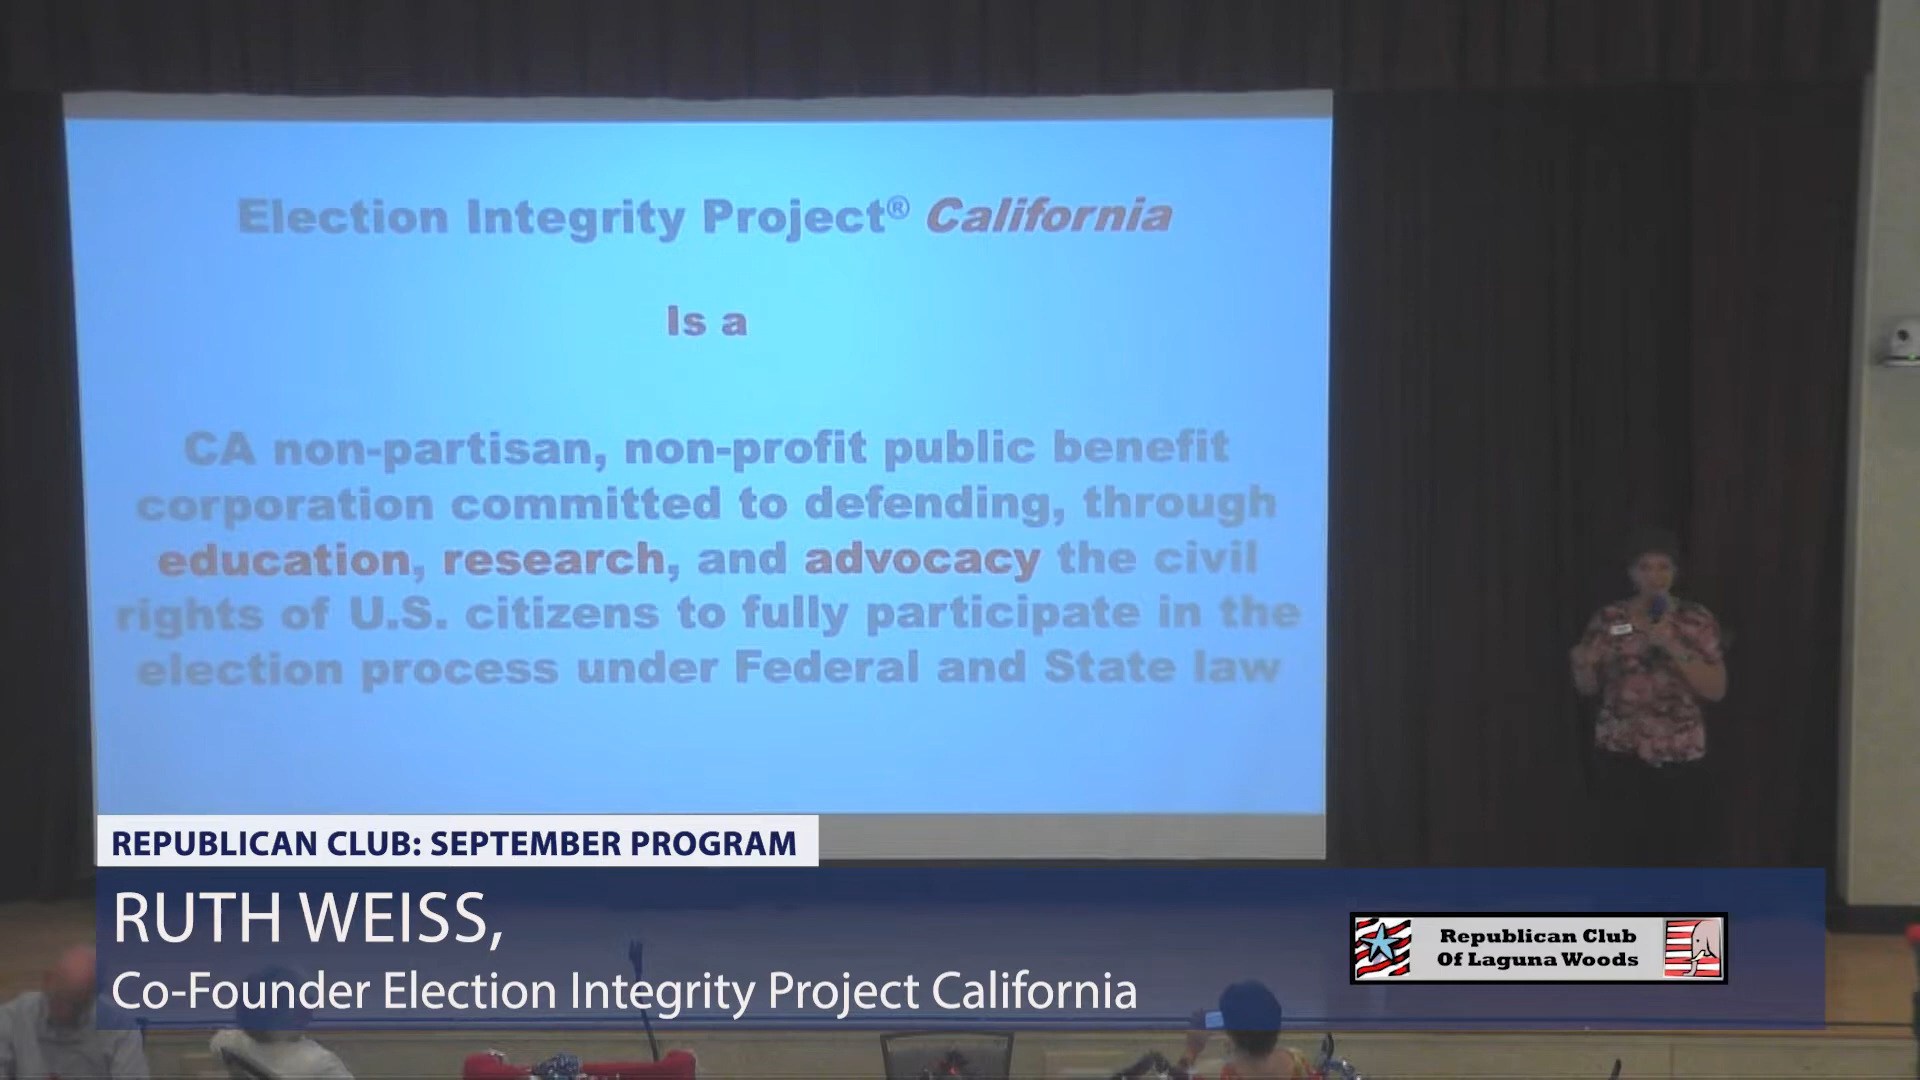 Election Integrity Project® California
Is a
CA non-partisan, non-profit public benefit
corporation committed to defending, through
education, research, and advocacy the civil
rights of U.S. citizens to fully participate in the
election process under Federal and State law
REPUBLICAN CLUB: SEPTEMBER PROGRAM
RUTH WEISS,
Co-Founder Election Integrity Project California
Republican Club
Of Laguna Woods